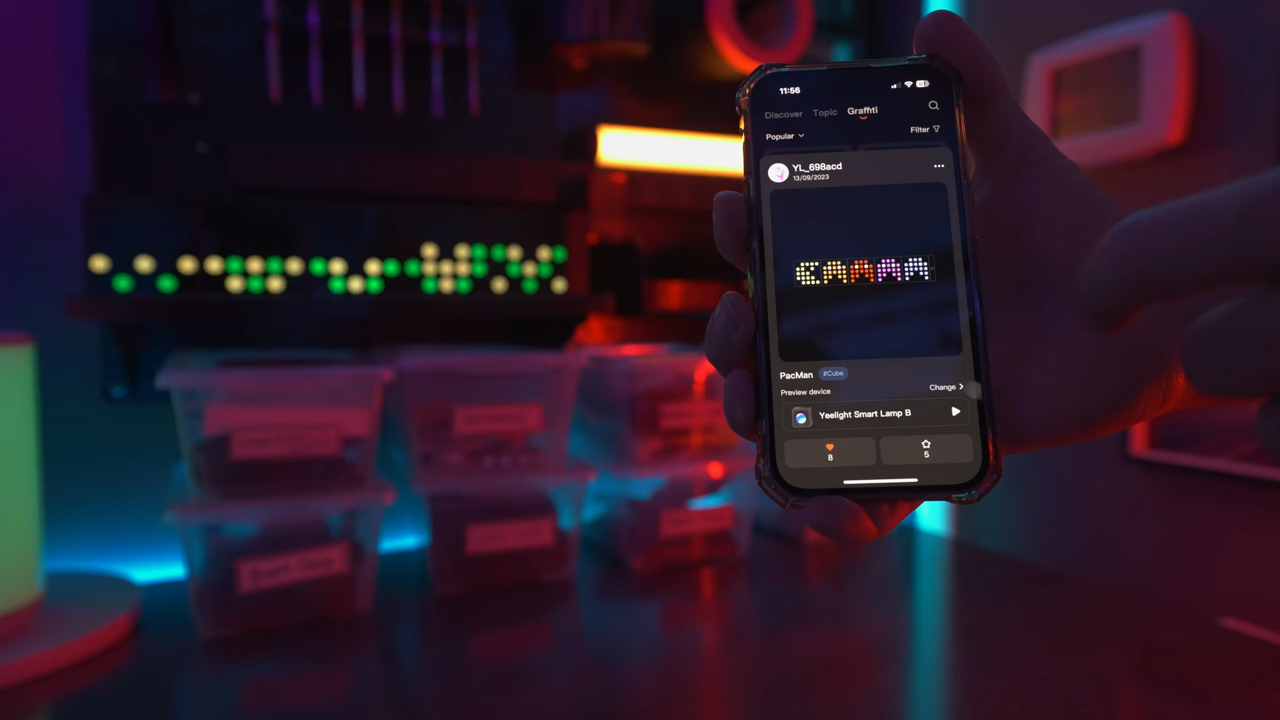 11:56
Discover Topic Graffiti
Popular
Filter
YL_698acd
13/09/2023
PacMan #Cube
Preview device
Change
Yeelight Smart Lamp B
8
5